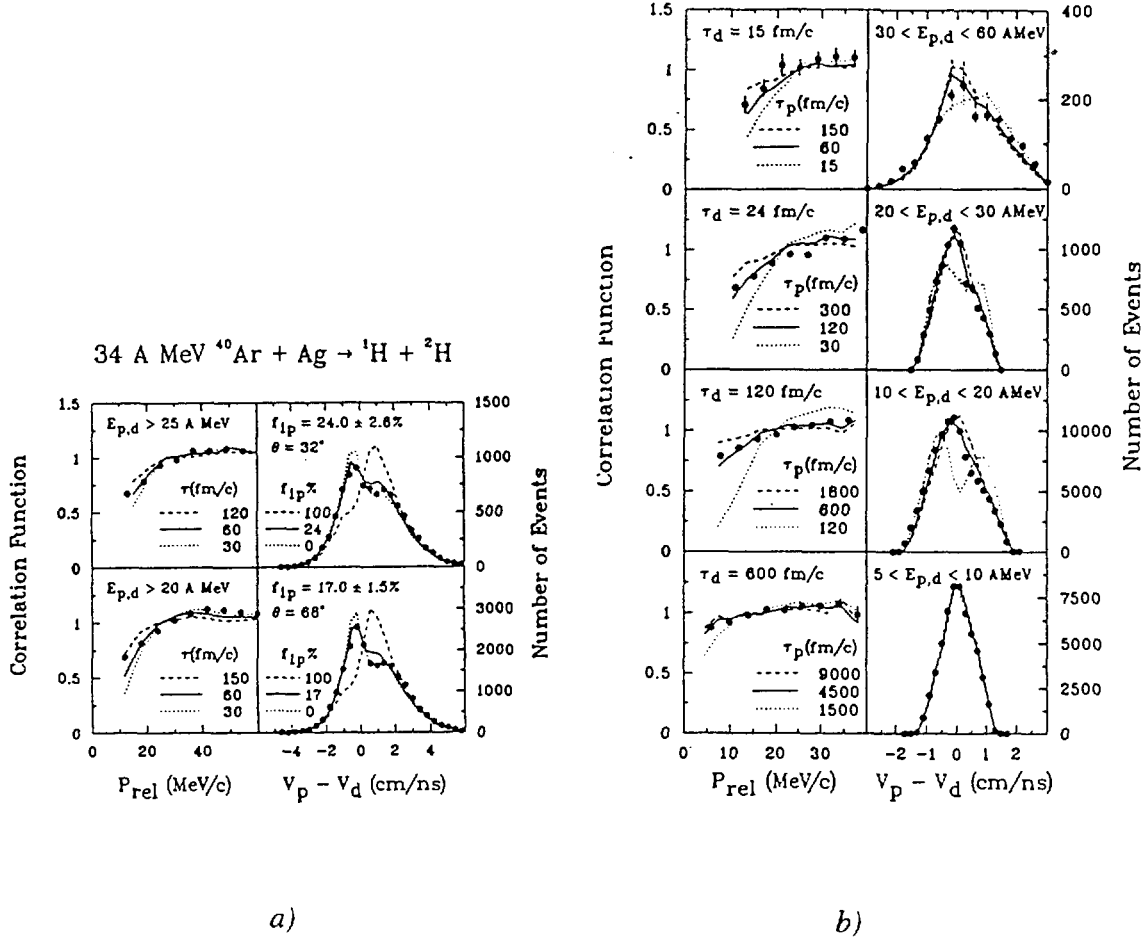 34 A MeV ⁴⁰Ar + Ag → ¹H + ²H
Correlation Function
Number of Events
1.5
1
0.5
0
E_p,d > 25 A MeV
τ(fm/c)
120
60
30
f_1p = 24.0 ± 2.6%
θ = 32°
f_1p%
100
24
0
1500
1000
500
0
1
0.5
0
E_p,d > 20 A MeV
τ(fm/c)
150
60
30
f_1p = 17.0 ± 1.5%
θ = 68°
f_1p%
100
17
0
3000
2000
1000
0
0 20 40
-4 -2 0 2 4
P_rel (MeV/c)
V_p − V_d (cm/ns)
a)
Correlation Function
Number of Events
1.5
1
0.5
0
τ_d = 15 fm/c
τ_p(fm/c)
150
60
15
30 < E_p,d < 60 AMeV
400
300
200
100
0
1
0.5
0
τ_d = 24 fm/c
τ_p(fm/c)
300
120
30
20 < E_p,d < 30 AMeV
1000
500
0
1
0.5
0
τ_d = 120 fm/c
τ_p(fm/c)
1800
600
120
10 < E_p,d < 20 AMeV
10000
5000
0
1
0.5
0
τ_d = 600 fm/c
τ_p(fm/c)
9000
4500
1500
5 < E_p,d < 10 AMeV
7500
5000
2500
0
0 10 20 30
-2 -1 0 1 2
P_rel (MeV/c)
V_p − V_d (cm/ns)
b)